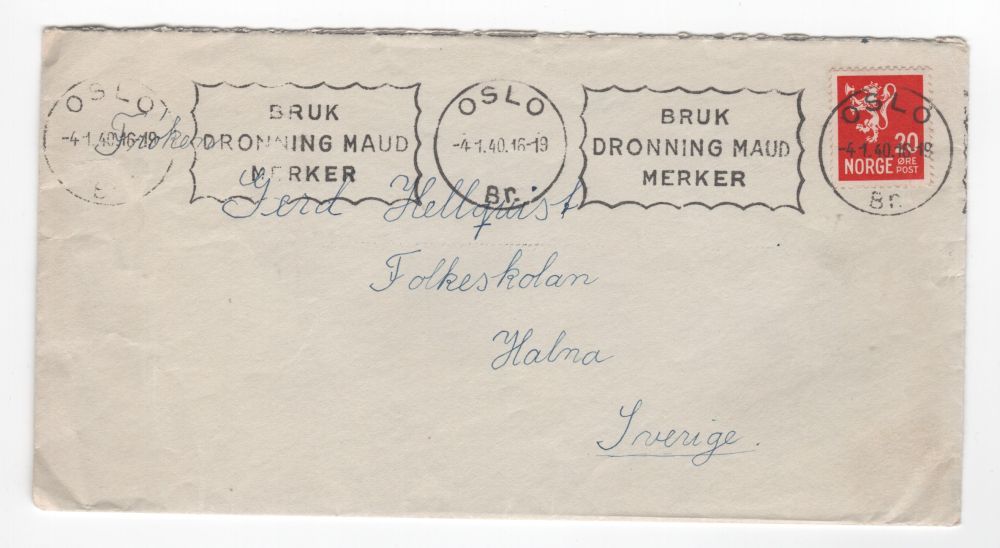 OSLO
-4.1.40.16-19
Br.
BRUK
DRONNING MAUD
MERKER
OSLO
-4.1.40.16-19
Br.
BRUK
DRONNING MAUD
MERKER
OSLO
-4.1.40.16-19
Br.
20
NORGE ØRE
POST
Frøken
Gerd Hellquist
Folkeskolan
Halna
Sverige.